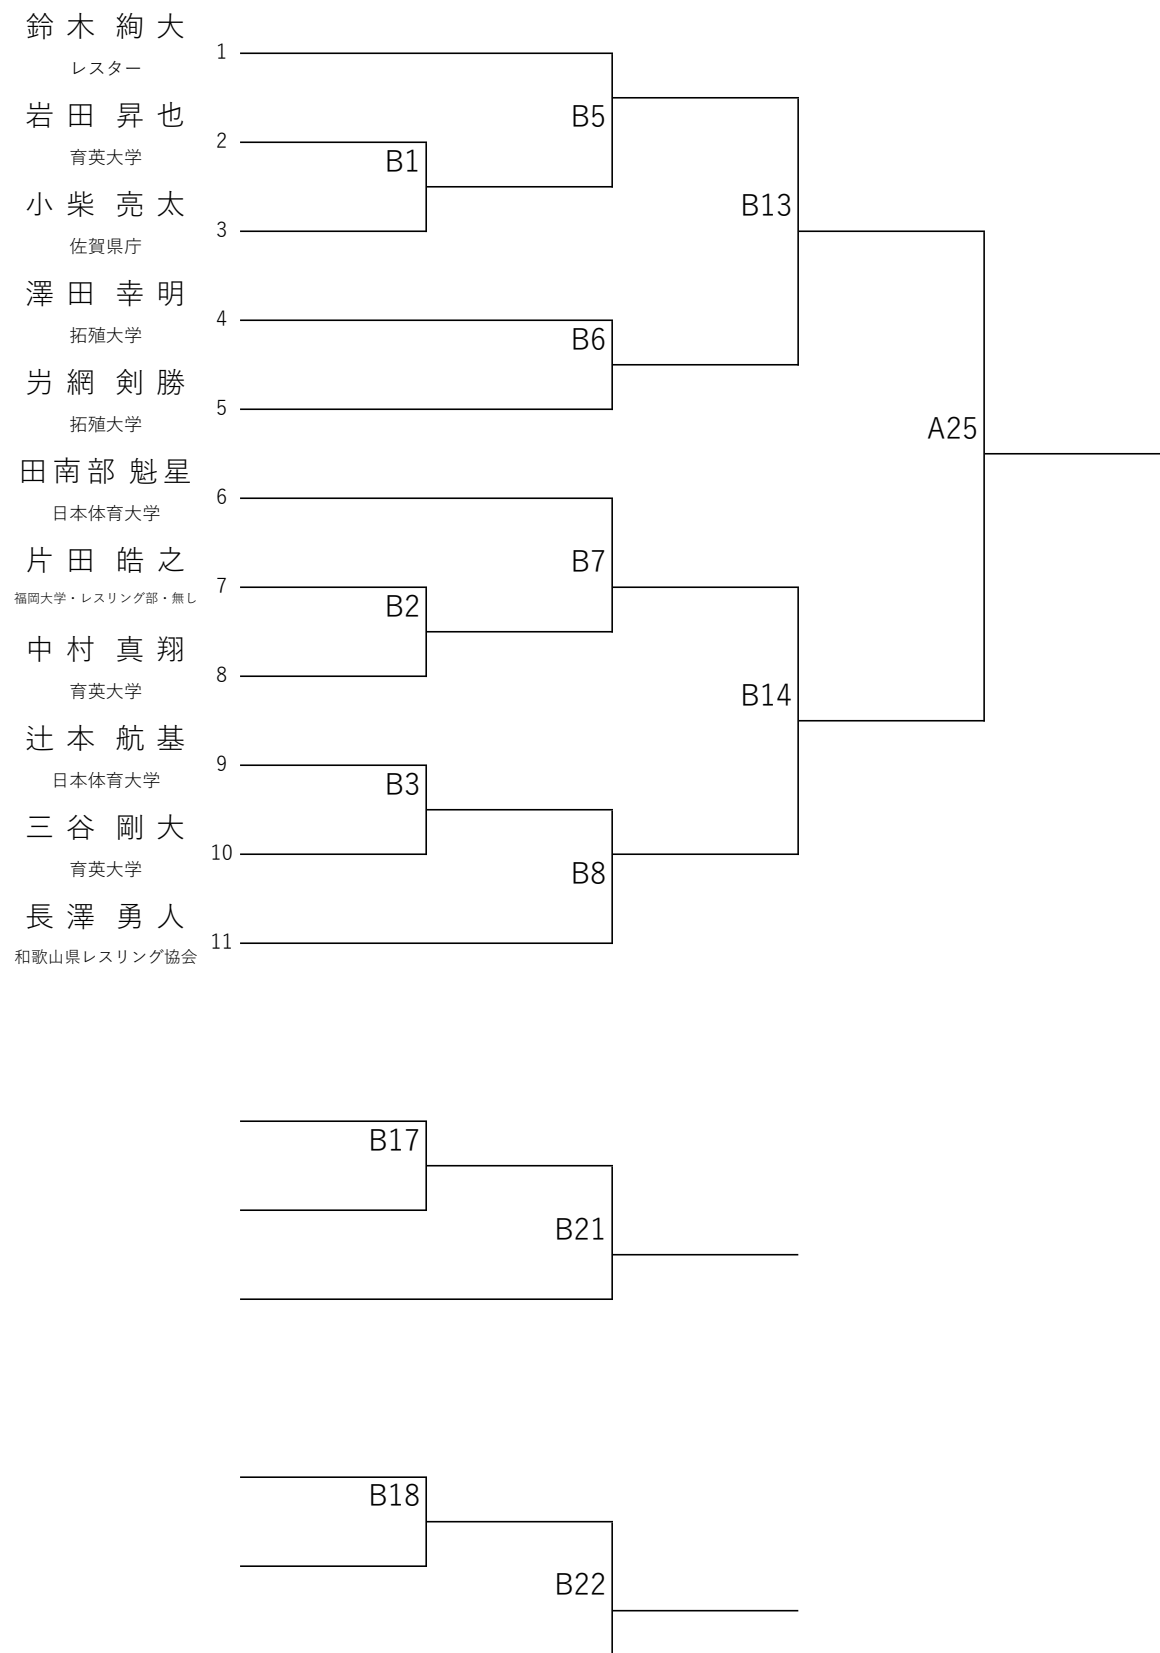 鈴木 絢大
1
レスター
岩田 昇也
2
育英大学
小柴 亮太
3
佐賀県庁
澤田 幸明
4
拓殖大学
岩網 剣勝
5
拓殖大学
田南部 魁星
6
日本体育大学
片田 皓之
7
福岡大学・レスリング部・無し
中村 真翔
8
育英大学
辻本 航基
9
日本体育大学
三谷 剛大
10
育英大学
長澤 勇人
11
和歌山県レスリング協会
B5
B1
B13
B6
A25
B7
B2
B14
B3
B8
B17
B21
B18
B22